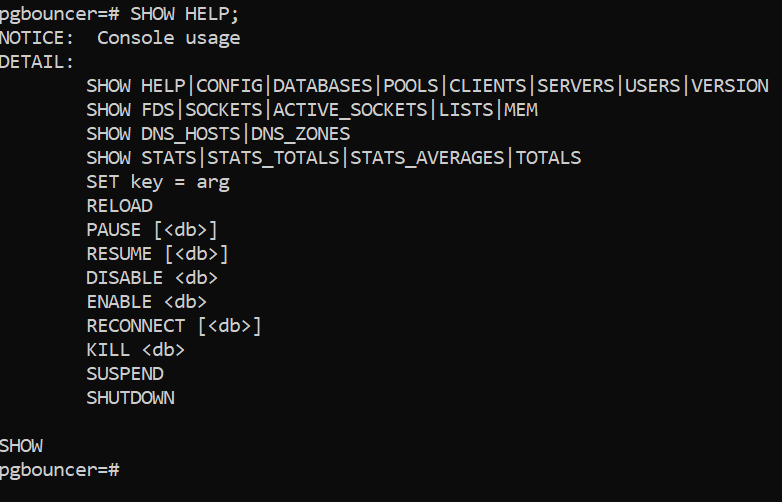 pgbouncer=# SHOW HELP;
NOTICE:  Console usage
DETAIL:
        SHOW HELP|CONFIG|DATABASES|POOLS|CLIENTS|SERVERS|USERS|VERSION
        SHOW FDS|SOCKETS|ACTIVE_SOCKETS|LISTS|MEM
        SHOW DNS_HOSTS|DNS_ZONES
        SHOW STATS|STATS_TOTALS|STATS_AVERAGES|TOTALS
        SET key = arg
        RELOAD
        PAUSE [<db>]
        RESUME [<db>]
        DISABLE <db>
        ENABLE <db>
        RECONNECT [<db>]
        KILL <db>
        SUSPEND
        SHUTDOWN
SHOW
pgbouncer=#